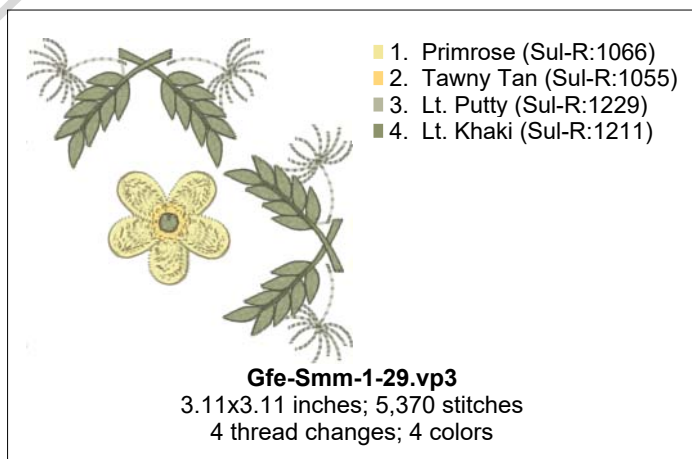 1. Primrose (Sul-R:1066)
2. Tawny Tan (Sul-R:1055)
3. Lt. Putty (Sul-R:1229)
4. Lt. Khaki (Sul-R:1211)
Gfe-Smm-1-29.vp3
3.11x3.11 inches; 5,370 stitches
4 thread changes; 4 colors